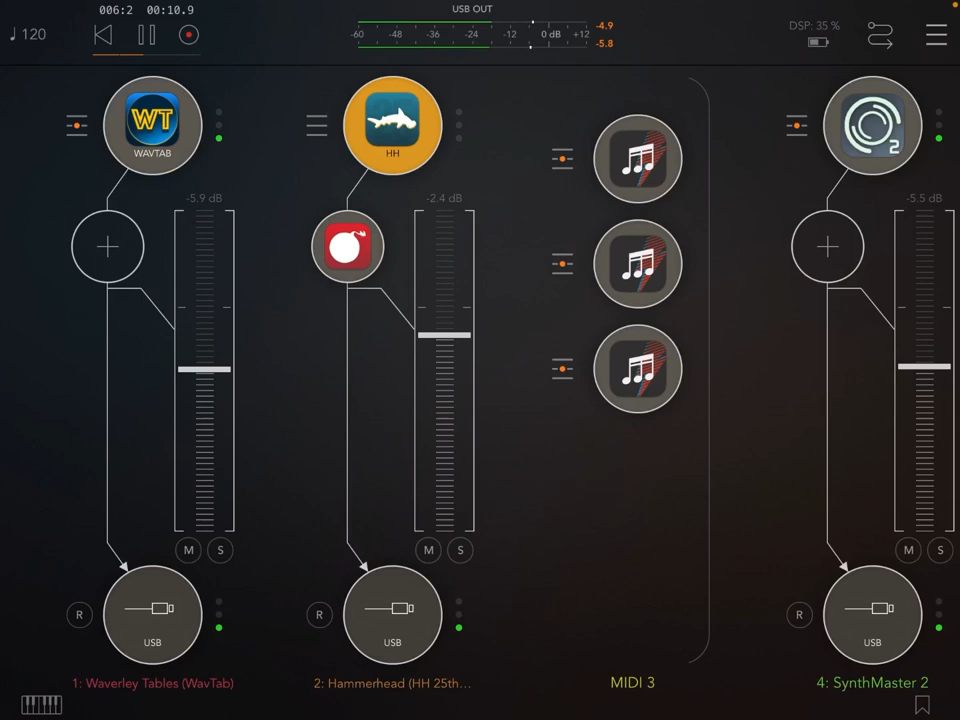 006:2 00:10.9
USB OUT
♩ 120
-60 -48 -36 -24 -12 0 dB +12
-4.9
-5.8
DSP: 35 %
WT
WAVTAB
HH
2
-5.9 dB
-2.4 dB
-5.5 dB
M S
M S
M S
R
USB
R
USB
R
USB
1: Waverley Tables (WavTab)
2: Hammerhead (HH 25th...
MIDI 3
4: SynthMaster 2